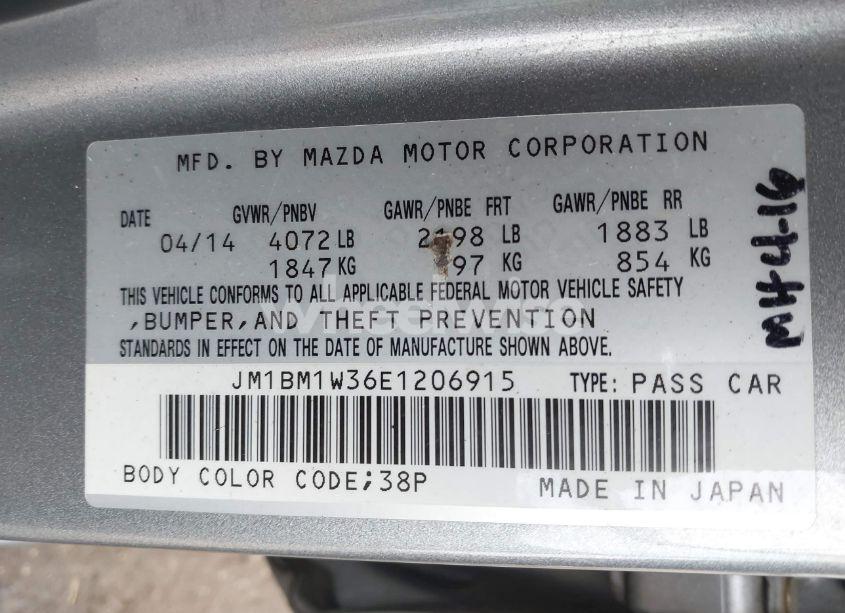 MFD. BY MAZDA MOTOR CORPORATION
DATE GVWR/PNBV GAWR/PNBE FRT GAWR/PNBE RR
04/14 4072 LB 2198 LB 1883 LB
1847 KG 97 KG 854 KG
THIS VEHICLE CONFORMS TO ALL APPLICABLE FEDERAL MOTOR VEHICLE SAFETY
,BUMPER,AND THEFT PREVENTION
STANDARDS IN EFFECT ON THE DATE OF MANUFACTURE SHOWN ABOVE.
JM1BM1W36E1206915 TYPE: PASS CAR
BODY COLOR CODE;38P MADE IN JAPAN
wheelwise